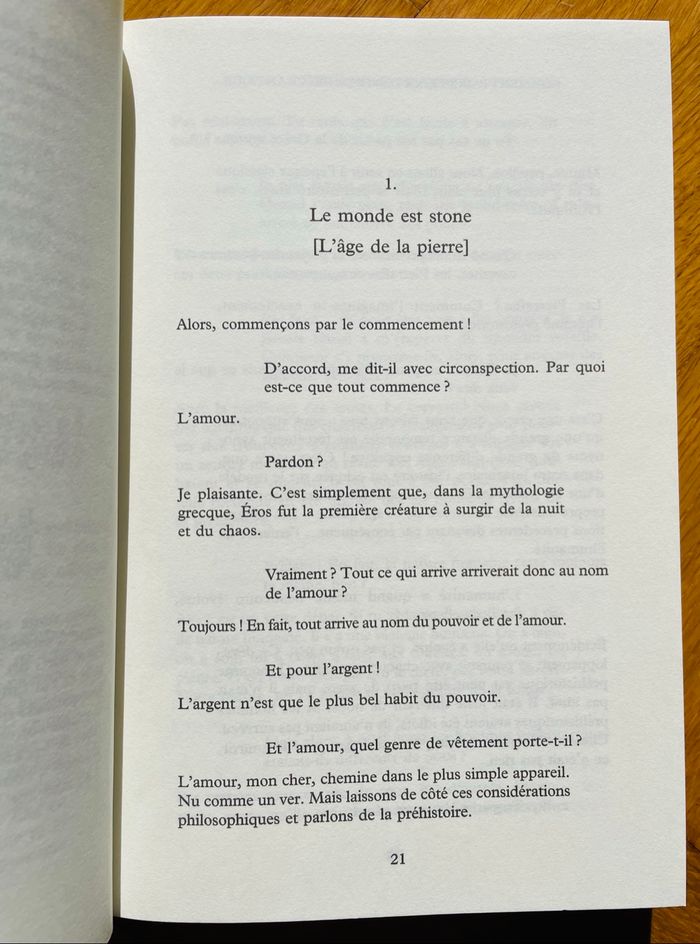 1.
Le monde est stone
[L'âge de la pierre]
Alors, commençons par le commencement !
D'accord, me dit-il avec circonspection. Par quoi
est-ce que tout commence ?
L'amour.
Pardon ?
Je plaisante. C'est simplement que, dans la mythologie
grecque, Éros fut la première créature à surgir de la nuit
et du chaos.
Vraiment ? Tout ce qui arrive arriverait donc au nom
de l'amour ?
Toujours ! En fait, tout arrive au nom du pouvoir et de l'amour.
Et pour l'argent !
L'argent n'est que le plus bel habit du pouvoir.
Et l'amour, quel genre de vêtement porte-t-il ?
L'amour, mon cher, chemine dans le plus simple appareil.
Nu comme un ver. Mais laissons de côté ces considérations
philosophiques et parlons de la préhistoire.
21